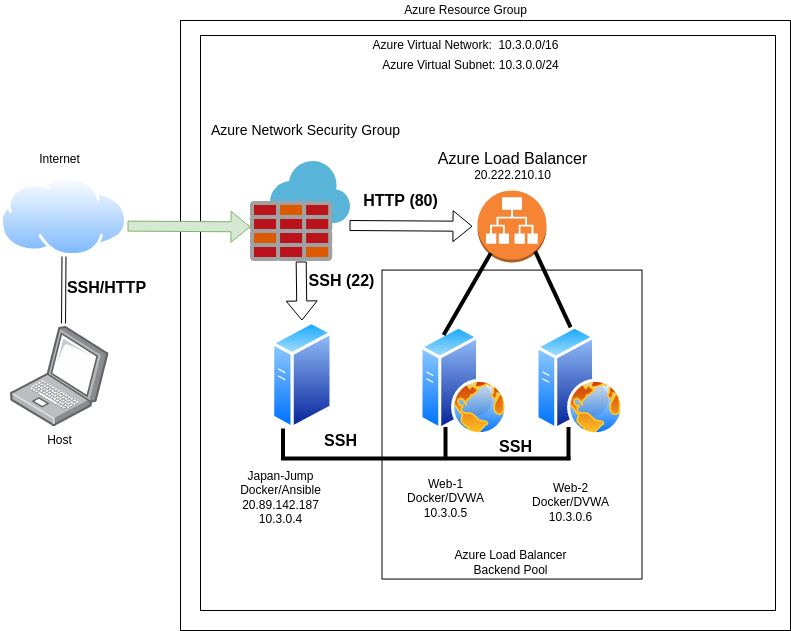 Azure Resource Group
Azure Virtual Network:  10.3.0.0/16
Azure Virtual Subnet: 10.3.0.0/24
Azure Network Security Group
Internet
Azure Load Balancer
20.222.210.10
HTTP (80)
SSH/HTTP
SSH (22)
Host
SSH
SSH
Japan-Jump
Docker/Ansible
20.89.142.187
10.3.0.4
Web-1
Docker/DVWA
10.3.0.5
Web-2
Docker/DVWA
10.3.0.6
Azure Load Balancer
Backend Pool